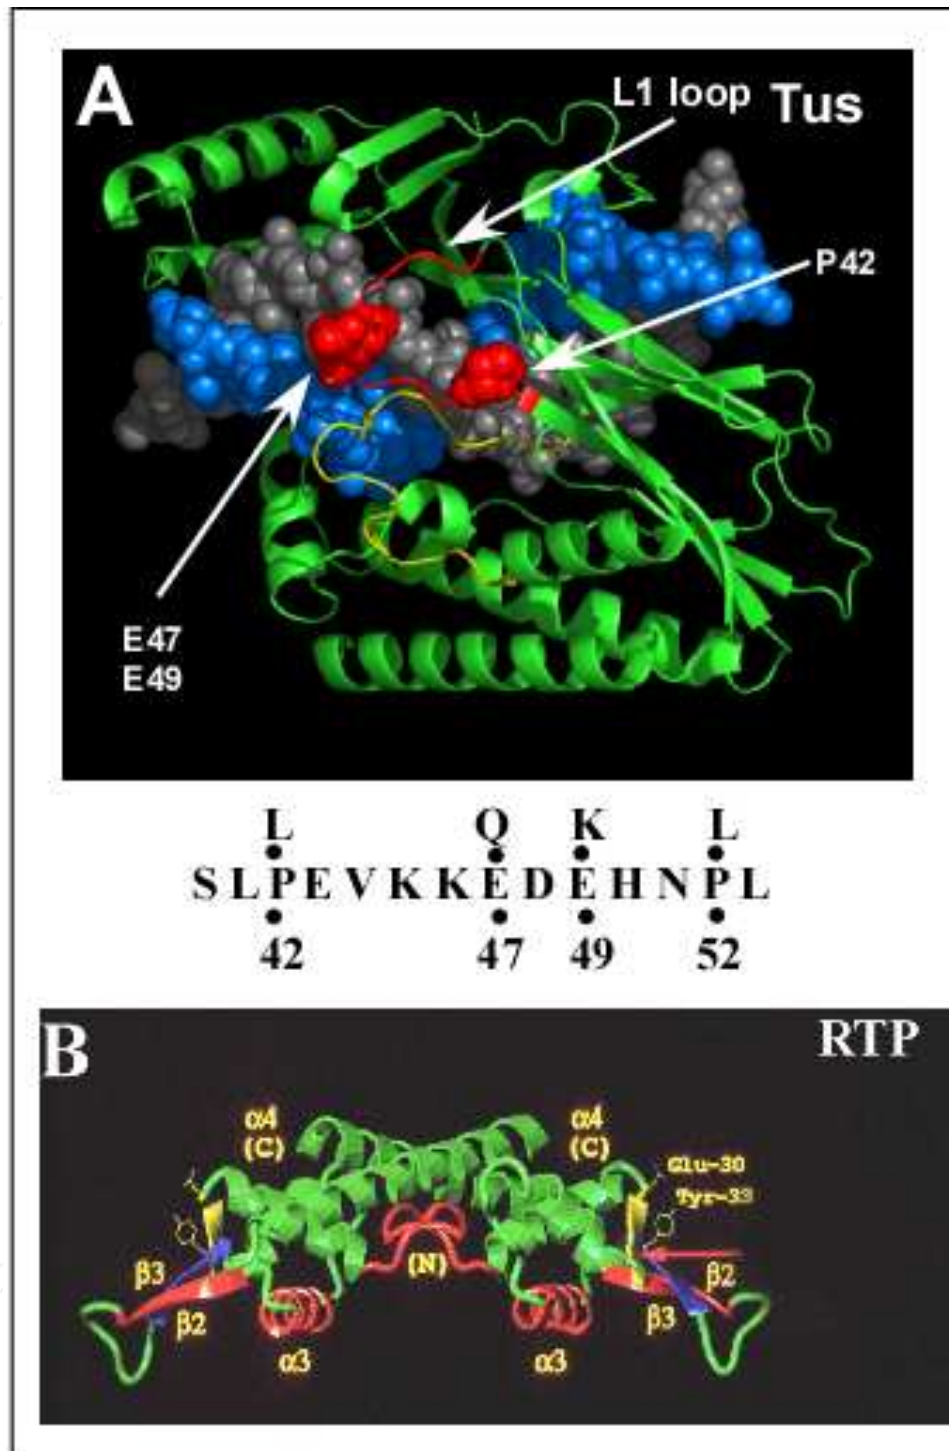 A
L1 loop Tus
P42
E47
E49
L Q K L
S L P E V K K E D E H N P L
42 47 49 52
B
RTP
α4
(C)
α4
(C)
Glu-30
Tyr-33
(N)
β3
β2
β2
β3
α3
α3